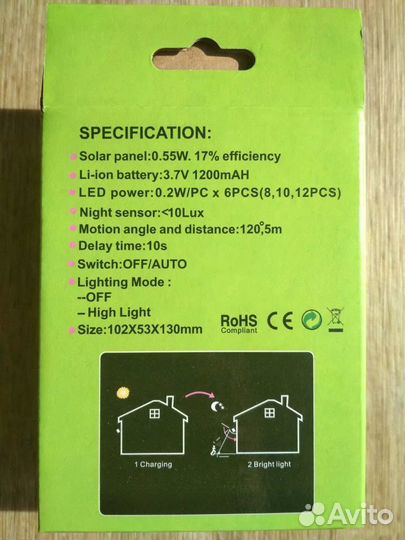 SPECIFICATION:
Solar panel:0.55W. 17% efficiency
Li-ion battery:3.7V 1200mAH
LED power:0.2W/PC x 6PCS(8,10,12PCS)
Night sensor:<10Lux
Motion angle and distance:120°,5m
Delay time:10s
Switch:OFF/AUTO
Lighting Mode :
--OFF
– High Light
Size:102X53X130mm
RoHS
Compliant
CE
1 Charging
2 Bright light
Avito